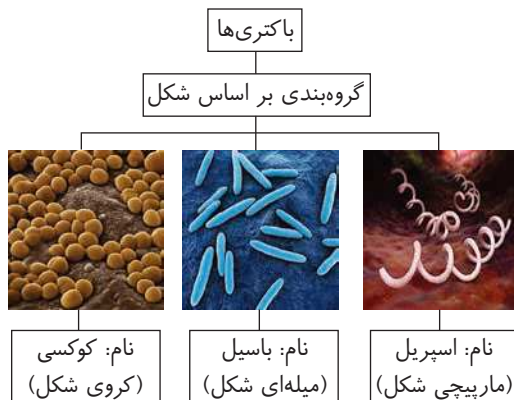 باکتری‌ها
گروه‌بندی بر اساس شکل
نام: اسپریل
(مارپیچی شکل)
نام: باسیل
(میله‌ای شکل)
نام: کوکسی
(کروی شکل)